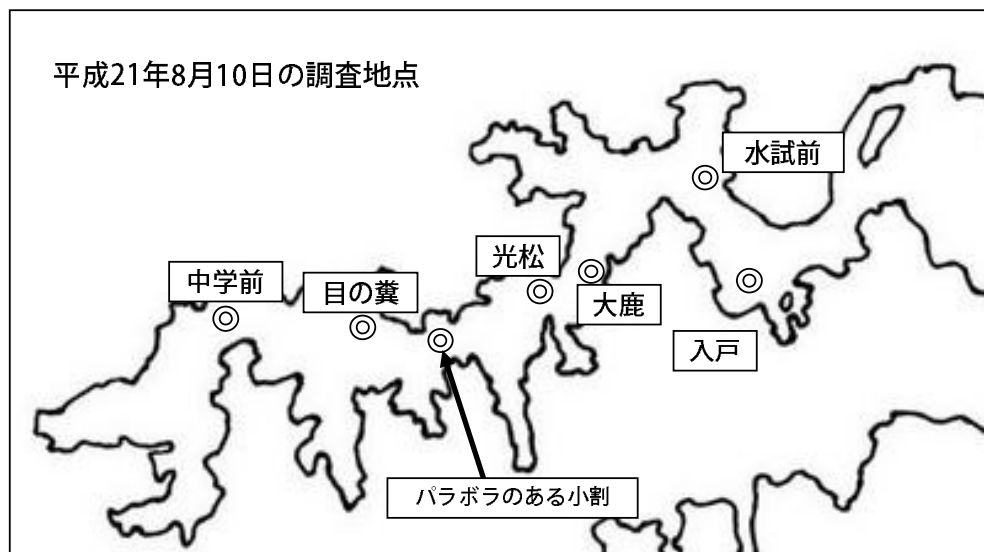 平成21年8月10日の調査地点
水試前
光松
中学前
目の糞
大鹿
入戸
パラボラのある小割